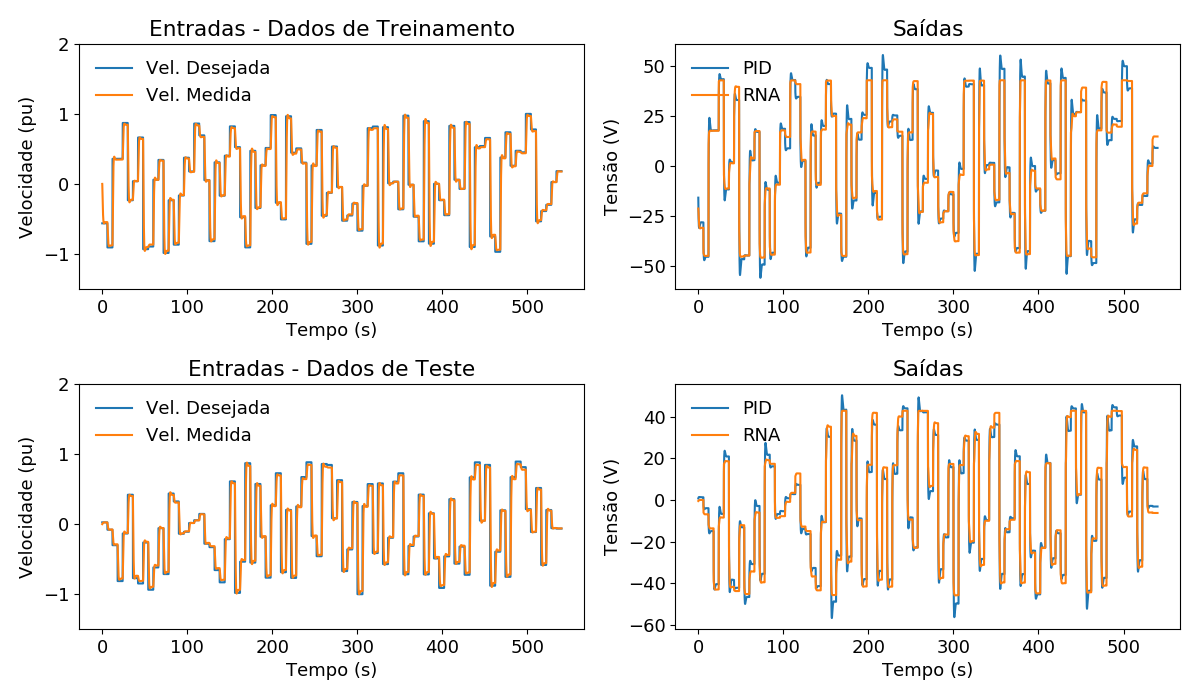 Entradas - Dados de Treinamento
2
1
0
−1
Velocidade (pu)
Vel. Desejada
Vel. Medida
0 100 200 300 400 500
Tempo (s)
Saídas
50
25
0
−25
−50
Tensão (V)
PID
RNA
0 100 200 300 400 500
Tempo (s)
Entradas - Dados de Teste
2
1
0
−1
Velocidade (pu)
Vel. Desejada
Vel. Medida
0 100 200 300 400 500
Tempo (s)
Saídas
40
20
0
−20
−40
−60
Tensão (V)
PID
RNA
0 100 200 300 400 500
Tempo (s)